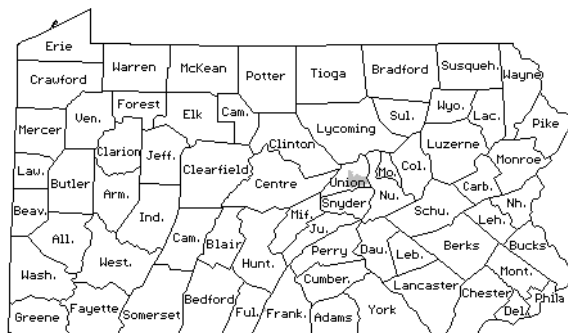 Erie
Crawford
Warren
McKean
Potter
Tioga
Bradford
Susqueh.
Wayne
Mercer
Ven.
Forest
Elk
Cam.
Sul.
Wyo.
Lac.
Pike
Clarion
Jeff.
Clearfield
Clinton
Lycoming
Luzerne
Monroe
Law.
Butler
Arm.
Centre
Union
Mo.
Col.
Carb.
Beav.
Ind.
Snyder
Nu.
Schu.
Leh.
Nh.
All.
Cam.
Blair
Mif.
Ju.
Berks
Bucks
Wash.
West.
Hunt.
Perry
Dau.
Leb.
Mont.
Cumber.
Lancaster
Chester
Phila
Greene
Fayette
Somerset
Bedford
Ful.
Frank.
Adams
York
Del.